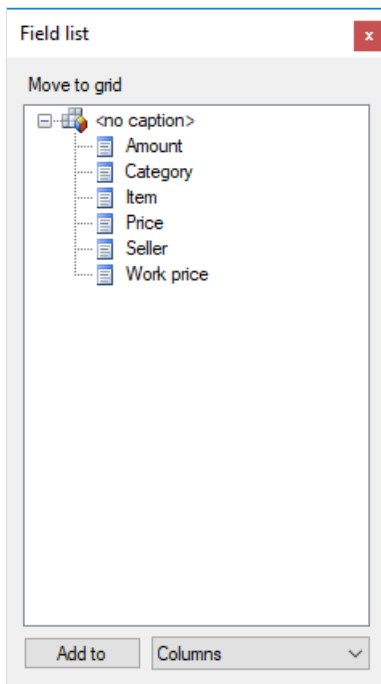 Field list
x
Move to grid
<no caption>
Amount
Category
Item
Price
Seller
Work price
Add to
Columns